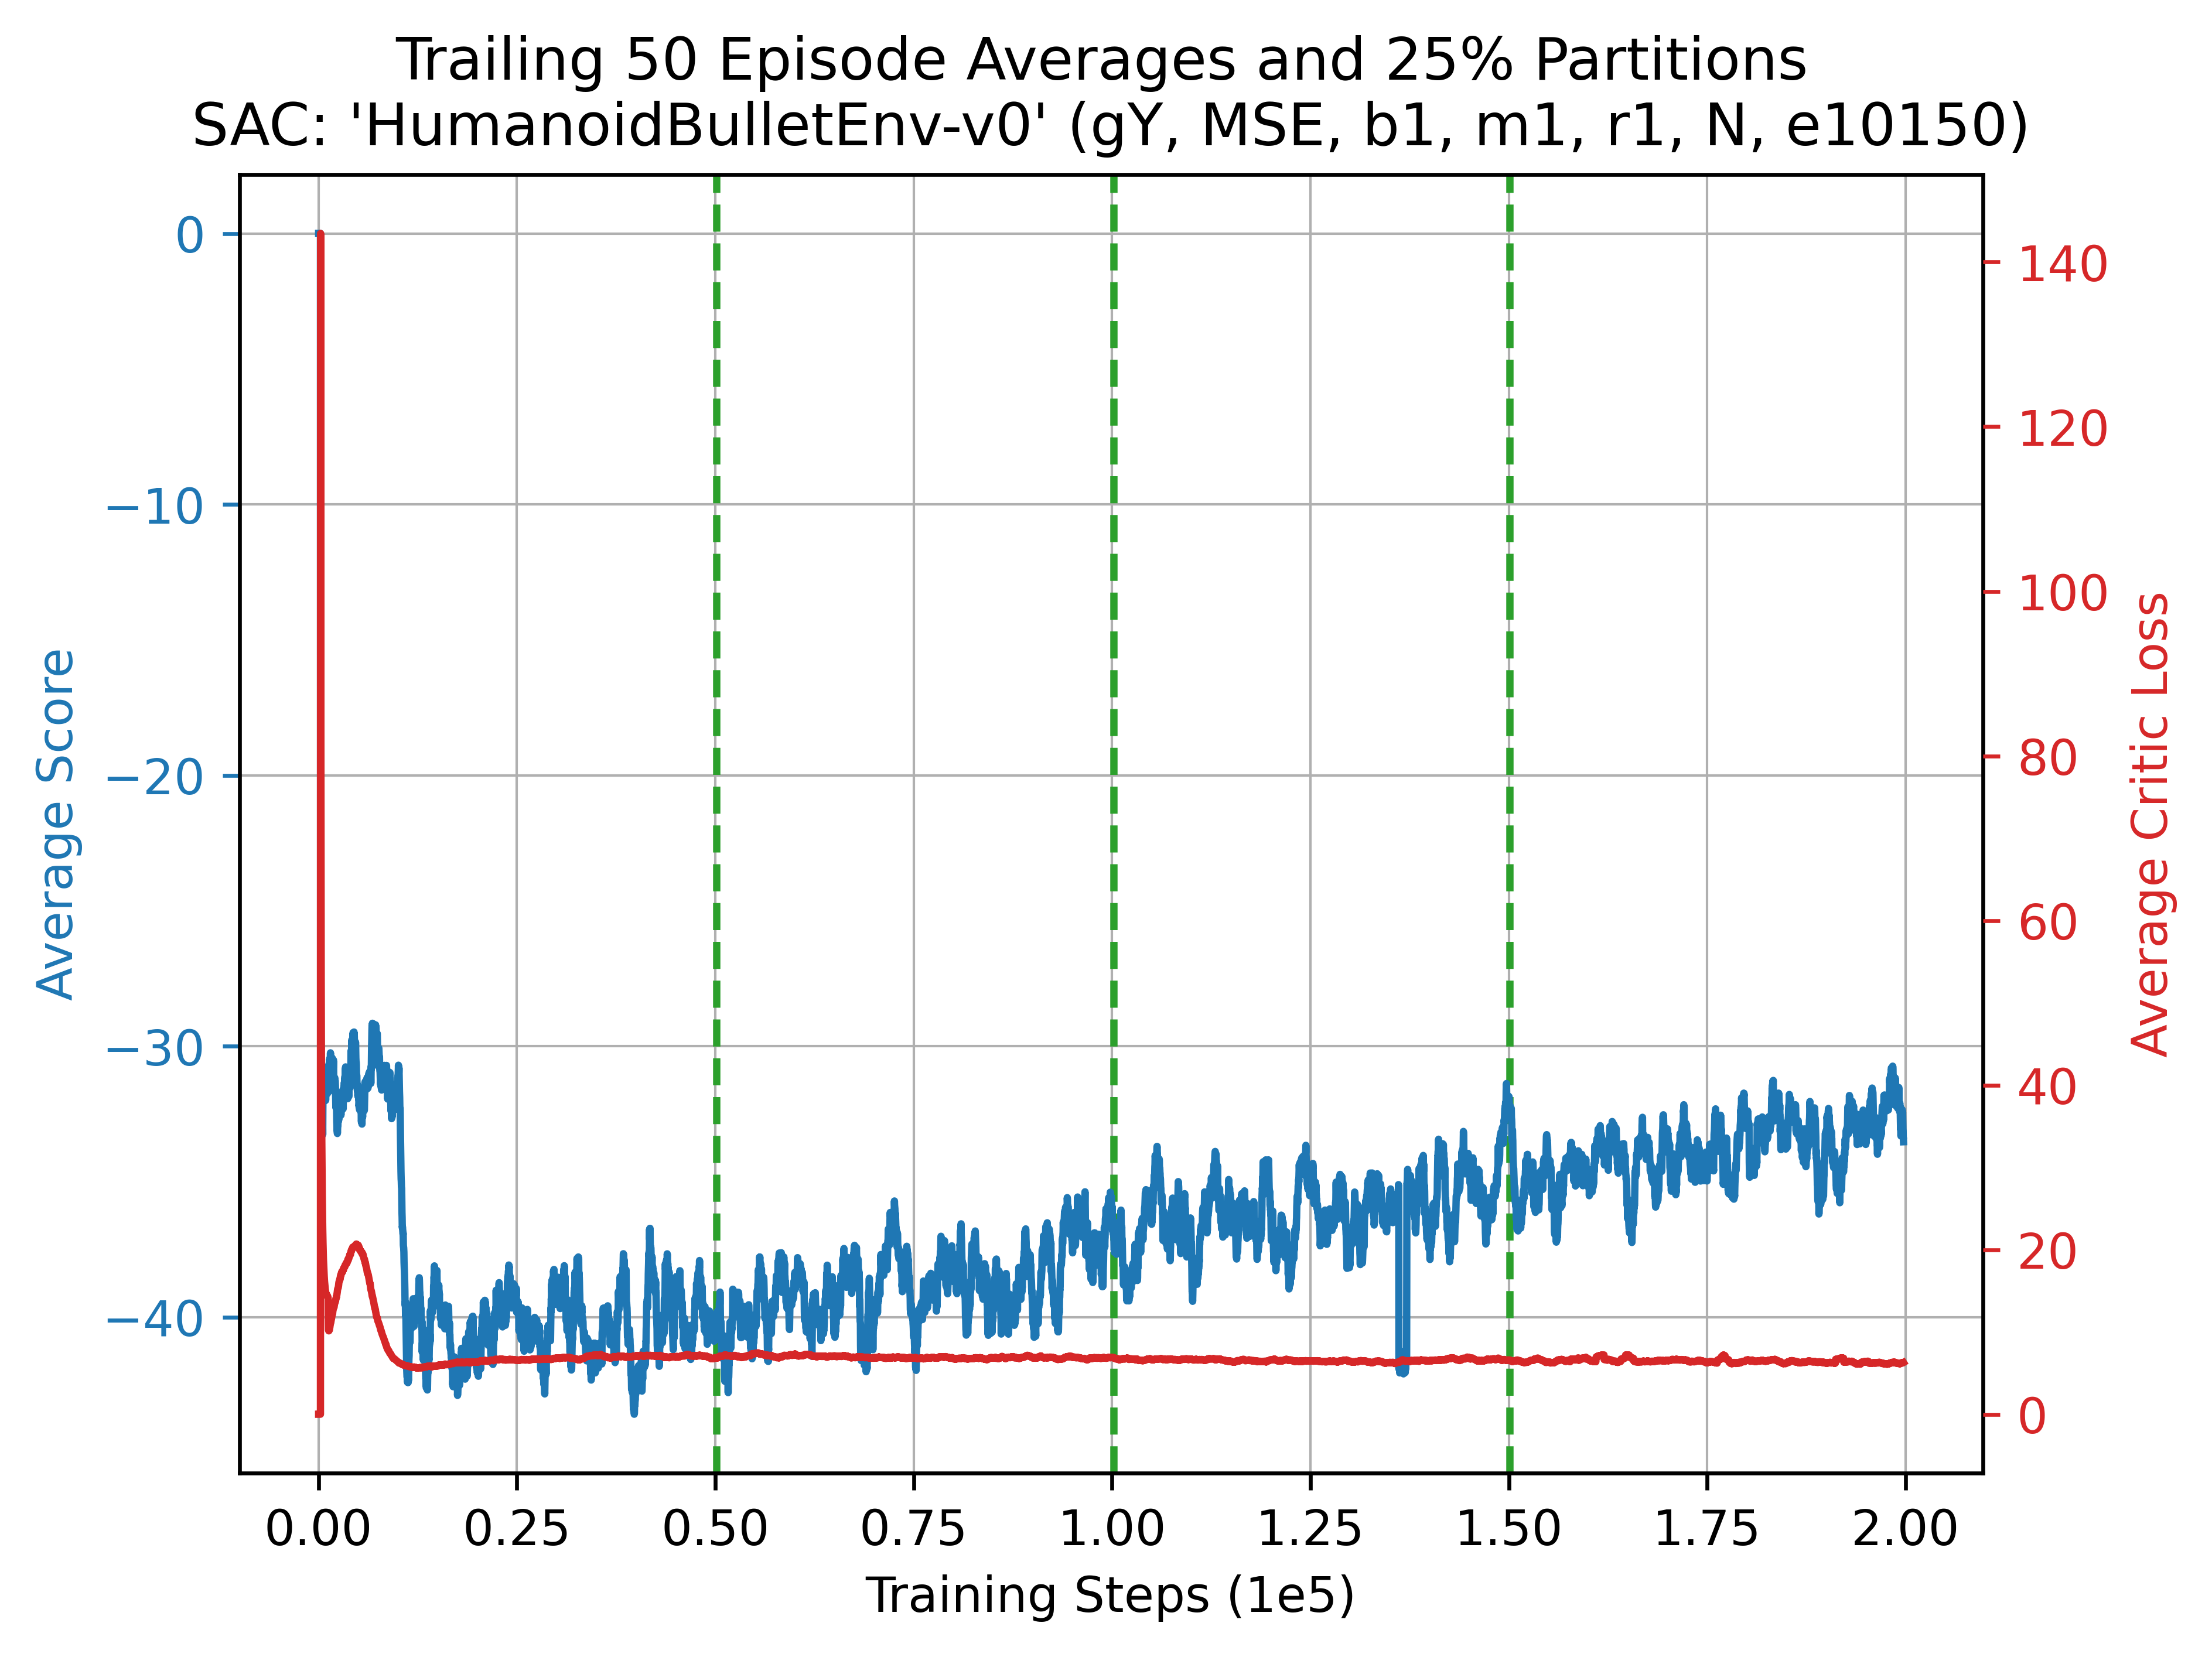 Trailing 50 Episode Averages and 25% Partitions
SAC: 'HumanoidBulletEnv-v0' (gY, MSE, b1, m1, r1, N, e10150)
Average Score
0
−10
−20
−30
−40
140
120
100
80
60
40
20
0
Average Critic Loss
0.00 0.25 0.50 0.75 1.00 1.25 1.50 1.75 2.00
Training Steps (1e5)